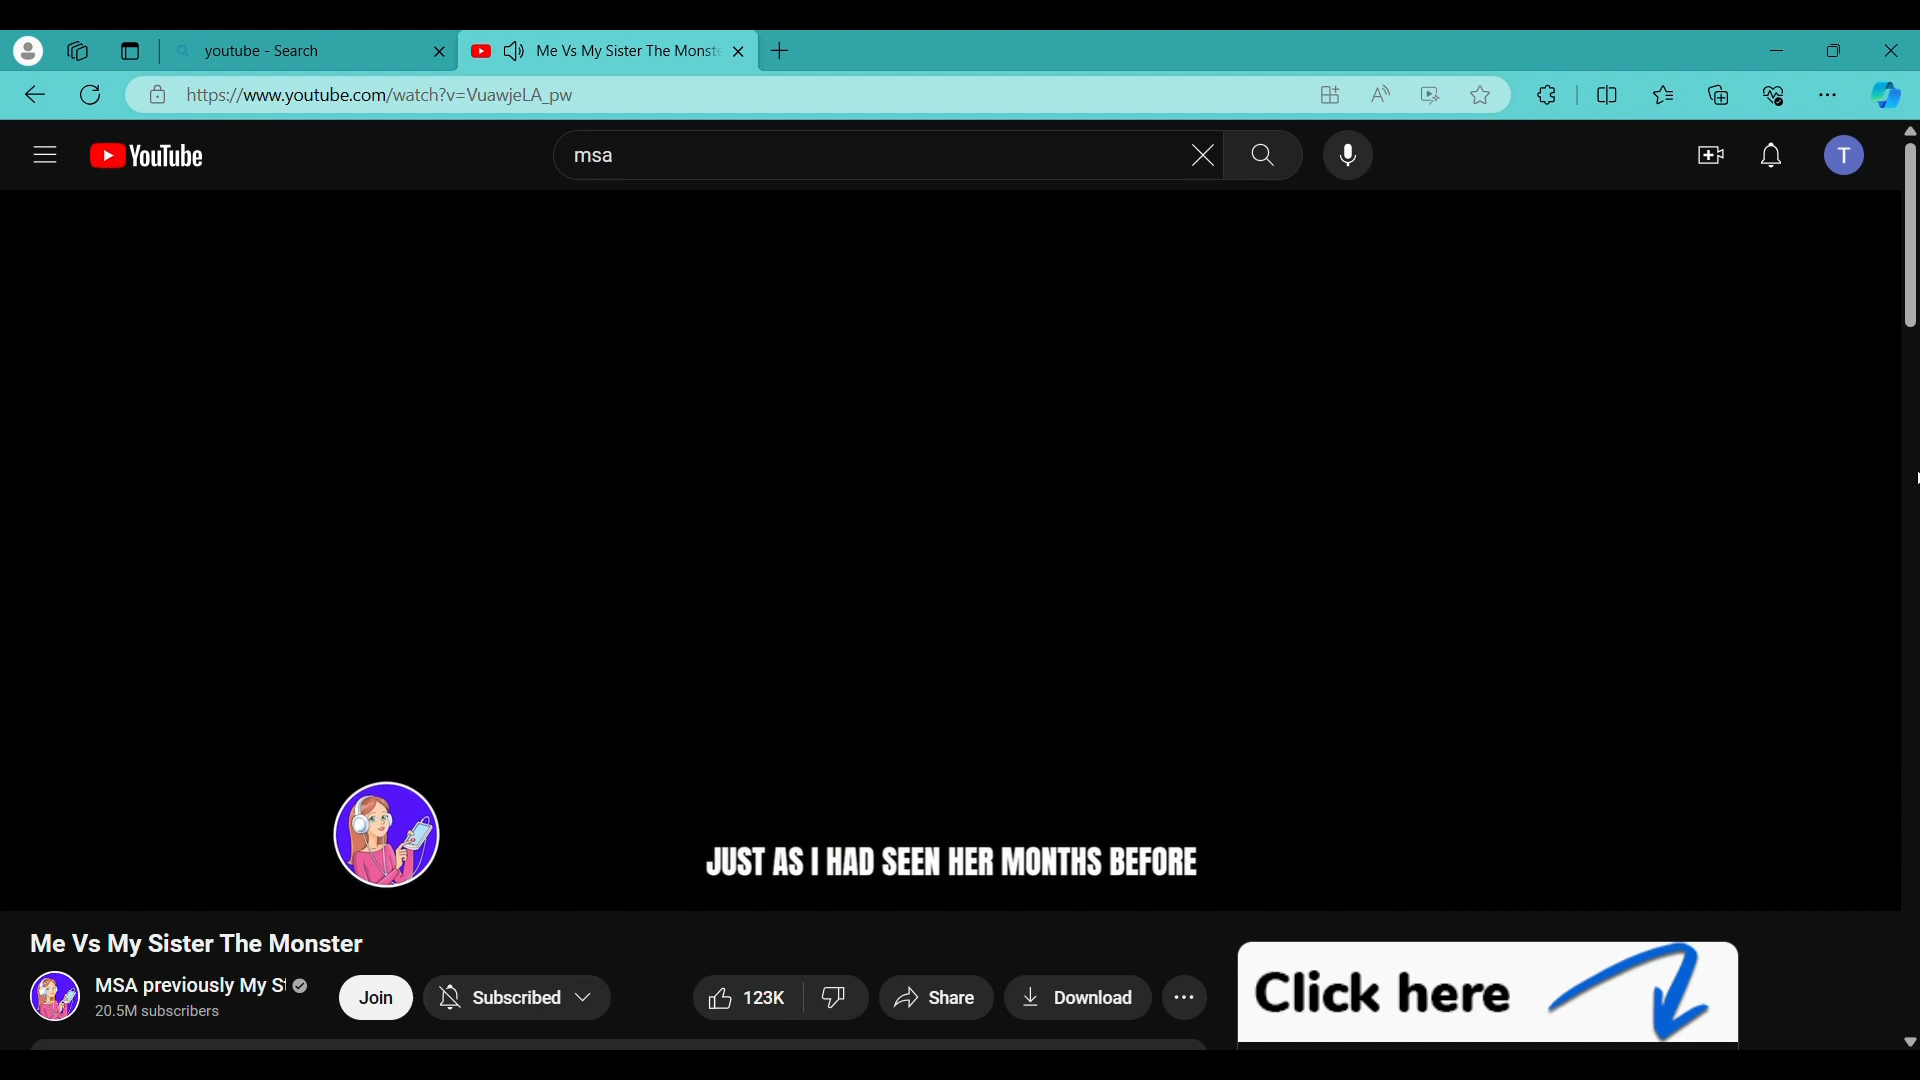 youtube - Search
Me Vs My Sister The Monste
https://www.youtube.com/watch?v=VuawjeLA_pw
YouTube
msa
T
JUST AS I HAD SEEN HER MONTHS BEFORE
Me Vs My Sister The Monster
MSA previously My St
20.5M subscribers
Join
Subscribed
123K
Share
Download
Click here